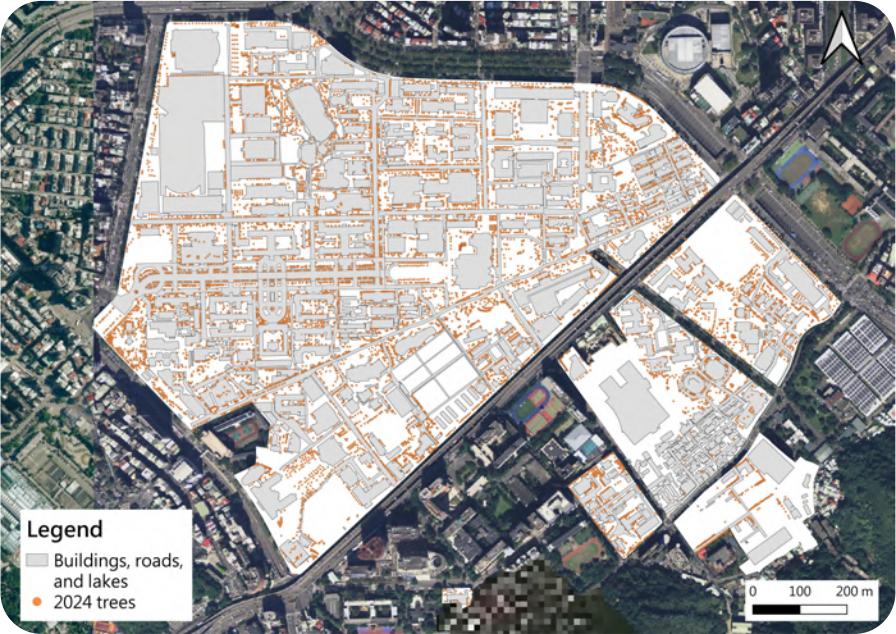 Legend
Buildings, roads,
and lakes
2024 trees
0 100 200 m